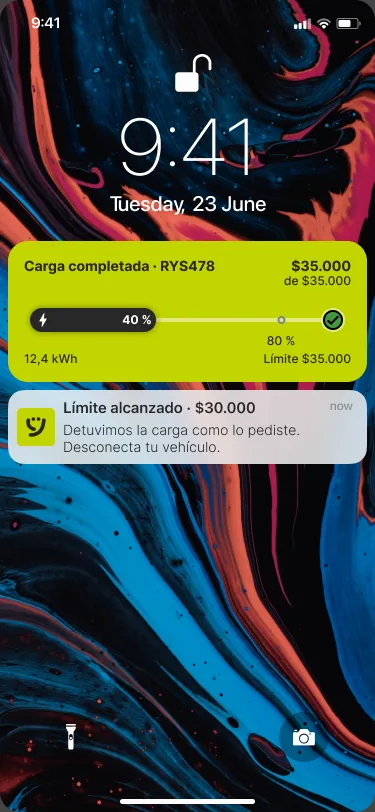 9:41
9:41
Tuesday, 23 June
Carga completada · RYS478
$35.000
de $35.000
40 %
80 %
12,4 kWh
Límite $35.000
Límite alcanzado · $30.000
now
Detuvimos la carga como lo pediste.
Desconecta tu vehículo.